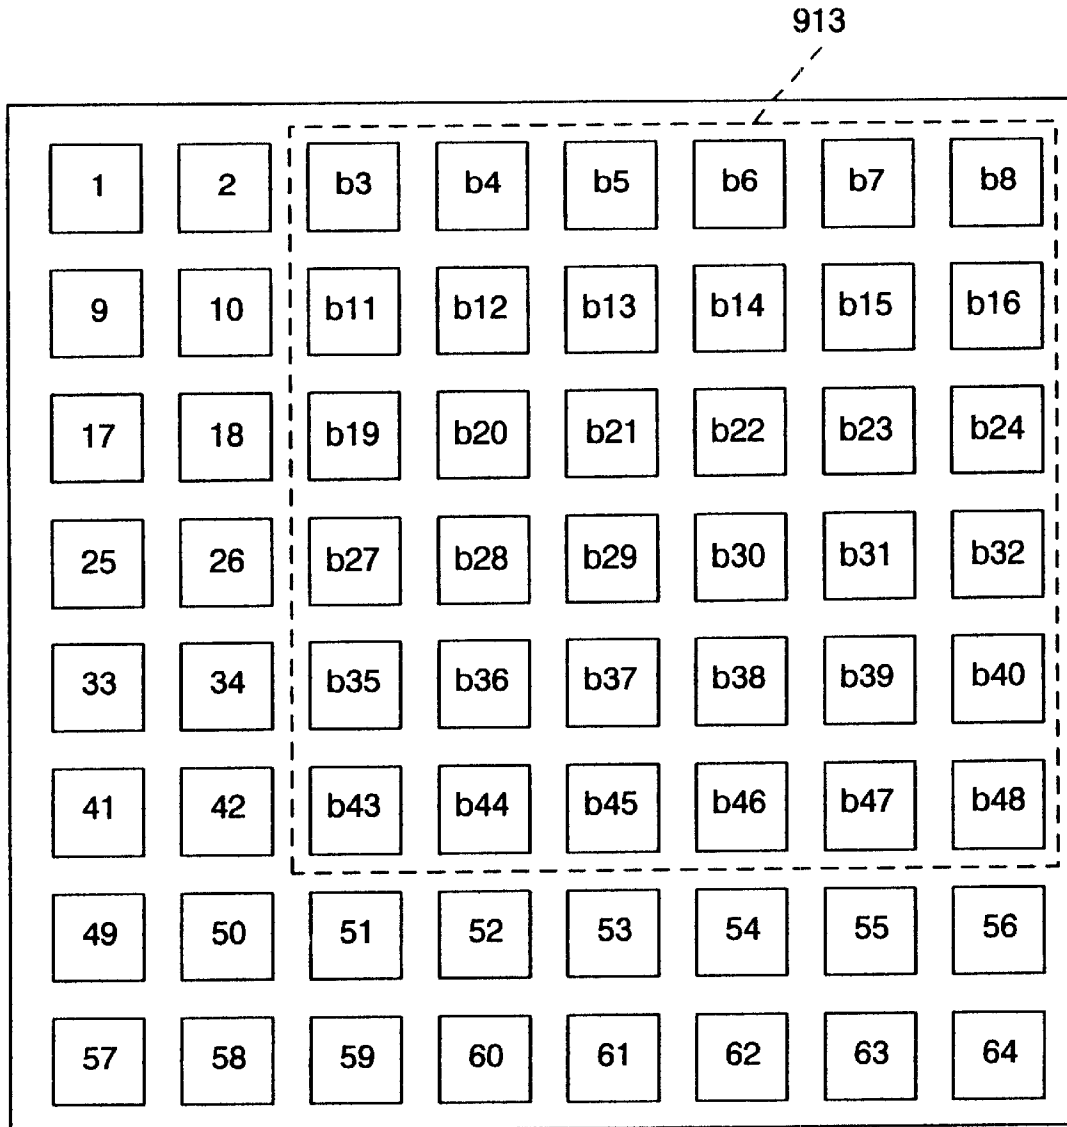 913
1 2 b3 b4 b5 b6 b7 b8
9 10 b11 b12 b13 b14 b15 b16
17 18 b19 b20 b21 b22 b23 b24
25 26 b27 b28 b29 b30 b31 b32
33 34 b35 b36 b37 b38 b39 b40
41 42 b43 b44 b45 b46 b47 b48
49 50 51 52 53 54 55 56
57 58 59 60 61 62 63 64